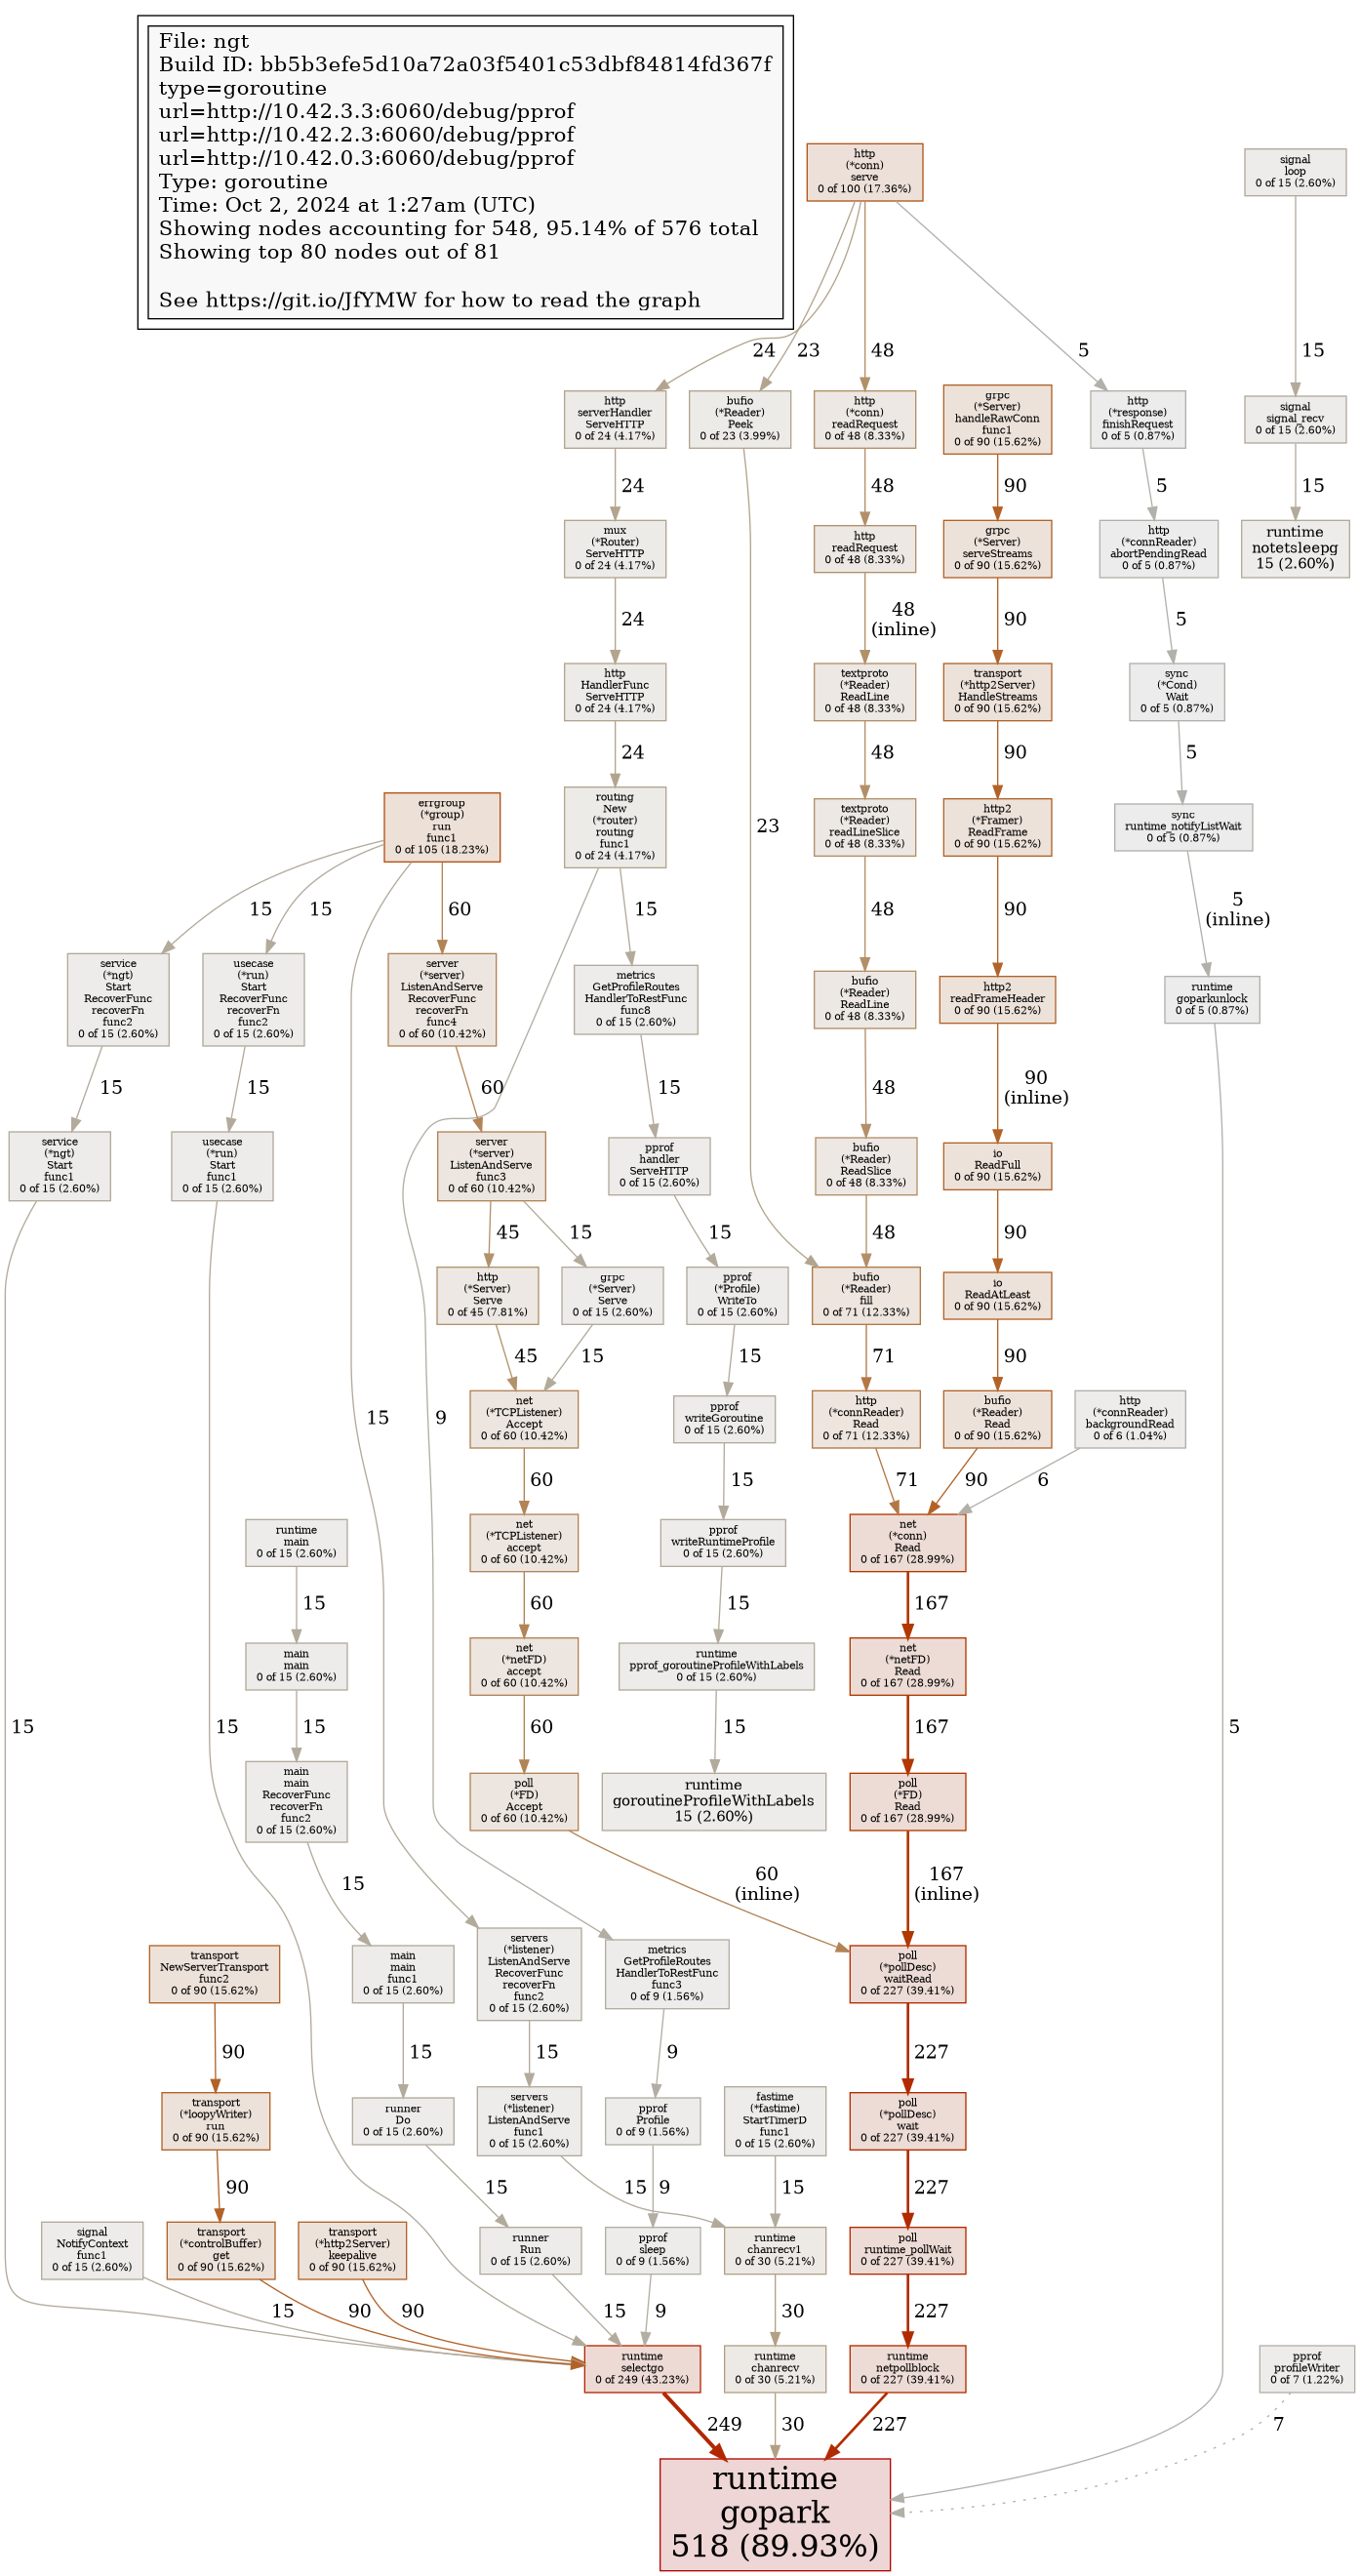 File: ngt
Build ID: bb5b3efe5d10a72a03f5401c53dbf84814fd367f
type=goroutine
url=http://10.42.3.3:6060/debug/pprof
url=http://10.42.2.3:6060/debug/pprof
url=http://10.42.0.3:6060/debug/pprof
Type: goroutine
Time: Oct 2, 2024 at 1:27am (UTC)
Showing nodes accounting for 548, 95.14% of 576 total
Showing top 80 nodes out of 81
See https://git.io/JfYMW for how to read the graph
http
(*conn)
serve
0 of 100 (17.36%)
signal
loop
0 of 15 (2.60%)
24
23
48
5
15
http
serverHandler
ServeHTTP
0 of 24 (4.17%)
bufio
(*Reader)
Peek
0 of 23 (3.99%)
http
(*conn)
readRequest
0 of 48 (8.33%)
grpc
(*Server)
handleRawConn
func1
0 of 90 (15.62%)
http
(*response)
finishRequest
0 of 5 (0.87%)
signal
signal_recv
0 of 15 (2.60%)
24
48
90
5
15
mux
(*Router)
ServeHTTP
0 of 24 (4.17%)
http
readRequest
0 of 48 (8.33%)
grpc
(*Server)
serveStreams
0 of 90 (15.62%)
http
(*connReader)
abortPendingRead
0 of 5 (0.87%)
runtime
notetsleepg
15 (2.60%)
24
48
(inline)
90
5
http
HandlerFunc
ServeHTTP
0 of 24 (4.17%)
textproto
(*Reader)
ReadLine
0 of 48 (8.33%)
transport
(*http2Server)
HandleStreams
0 of 90 (15.62%)
sync
(*Cond)
Wait
0 of 5 (0.87%)
24
48
90
5
errgroup
(*group)
run
func1
0 of 105 (18.23%)
routing
New
(*router)
routing
func1
0 of 24 (4.17%)
23
textproto
(*Reader)
readLineSlice
0 of 48 (8.33%)
http2
(*Framer)
ReadFrame
0 of 90 (15.62%)
sync
runtime_notifyListWait
0 of 5 (0.87%)
15
15
60
15
48
90
5
(inline)
service
(*ngt)
Start
RecoverFunc
recoverFn
func2
0 of 15 (2.60%)
usecase
(*run)
Start
RecoverFunc
recoverFn
func2
0 of 15 (2.60%)
server
(*server)
ListenAndServe
RecoverFunc
recoverFn
func4
0 of 60 (10.42%)
metrics
GetProfileRoutes
HandlerToRestFunc
func8
0 of 15 (2.60%)
bufio
(*Reader)
ReadLine
0 of 48 (8.33%)
http2
readFrameHeader
0 of 90 (15.62%)
runtime
goparkunlock
0 of 5 (0.87%)
15
15
60
15
48
90
(inline)
service
(*ngt)
Start
func1
0 of 15 (2.60%)
usecase
(*run)
Start
func1
0 of 15 (2.60%)
server
(*server)
ListenAndServe
func3
0 of 60 (10.42%)
pprof
handler
ServeHTTP
0 of 15 (2.60%)
bufio
(*Reader)
ReadSlice
0 of 48 (8.33%)
io
ReadFull
0 of 90 (15.62%)
45
15
15
48
90
http
(*Server)
Serve
0 of 45 (7.81%)
grpc
(*Server)
Serve
0 of 15 (2.60%)
pprof
(*Profile)
WriteTo
0 of 15 (2.60%)
bufio
(*Reader)
fill
0 of 71 (12.33%)
io
ReadAtLeast
0 of 90 (15.62%)
45
15
15
71
90
15
9
net
(*TCPListener)
Accept
0 of 60 (10.42%)
pprof
writeGoroutine
0 of 15 (2.60%)
http
(*connReader)
Read
0 of 71 (12.33%)
bufio
(*Reader)
Read
0 of 90 (15.62%)
http
(*connReader)
backgroundRead
0 of 6 (1.04%)
60
15
71
90
6
runtime
main
0 of 15 (2.60%)
net
(*TCPListener)
accept
0 of 60 (10.42%)
pprof
writeRuntimeProfile
0 of 15 (2.60%)
net
(*conn)
Read
0 of 167 (28.99%)
15
60
15
167
main
main
0 of 15 (2.60%)
net
(*netFD)
accept
0 of 60 (10.42%)
runtime
pprof_goroutineProfileWithLabels
0 of 15 (2.60%)
net
(*netFD)
Read
0 of 167 (28.99%)
15
15
15
60
15
167
5
main
main
RecoverFunc
recoverFn
func2
0 of 15 (2.60%)
poll
(*FD)
Accept
0 of 60 (10.42%)
runtime
goroutineProfileWithLabels
15 (2.60%)
poll
(*FD)
Read
0 of 167 (28.99%)
15
60
(inline)
167
(inline)
transport
NewServerTransport
func2
0 of 90 (15.62%)
main
main
func1
0 of 15 (2.60%)
servers
(*listener)
ListenAndServe
RecoverFunc
recoverFn
func2
0 of 15 (2.60%)
metrics
GetProfileRoutes
HandlerToRestFunc
func3
0 of 9 (1.56%)
poll
(*pollDesc)
waitRead
0 of 227 (39.41%)
90
15
15
9
227
transport
(*loopyWriter)
run
0 of 90 (15.62%)
runner
Do
0 of 15 (2.60%)
servers
(*listener)
ListenAndServe
func1
0 of 15 (2.60%)
pprof
Profile
0 of 9 (1.56%)
fastime
(*fastime)
StartTimerD
func1
0 of 15 (2.60%)
poll
(*pollDesc)
wait
0 of 227 (39.41%)
90
15
15
9
15
227
signal
NotifyContext
func1
0 of 15 (2.60%)
transport
(*controlBuffer)
get
0 of 90 (15.62%)
transport
(*http2Server)
keepalive
0 of 90 (15.62%)
runner
Run
0 of 15 (2.60%)
pprof
sleep
0 of 9 (1.56%)
runtime
chanrecv1
0 of 30 (5.21%)
poll
runtime_pollWait
0 of 227 (39.41%)
15
90
90
15
9
30
227
runtime
selectgo
0 of 249 (43.23%)
runtime
chanrecv
0 of 30 (5.21%)
runtime
netpollblock
0 of 227 (39.41%)
pprof
profileWriter
0 of 7 (1.22%)
249
30
227
7
runtime
gopark
518 (89.93%)